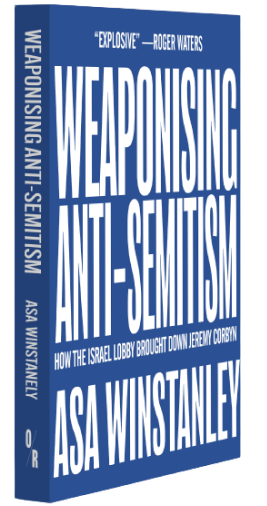 "EXPLOSIVE" —ROGER WATERS
WEAPONISING
ANTI-SEMITISM
HOW THE ISRAEL LOBBY BROUGHT DOWN JEREMY CORBYN
ASA WINSTANLEY
WEAPONISING ANTI-SEMITISM
ASA WINSTANELY
O/R